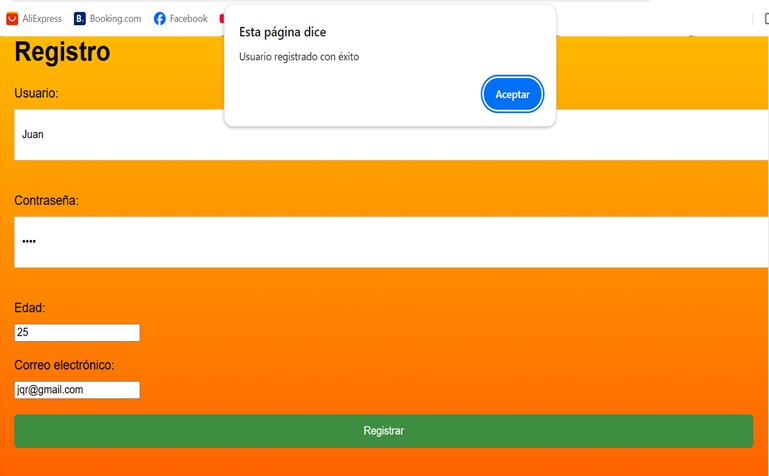 AliExpress Booking.com Facebook
Esta página dice
Usuario registrado con éxito
Aceptar
Registro
Usuario:
Juan
Contraseña:
••••
Edad:
25
Correo electrónico:
jqr@gmail.com
Registrar